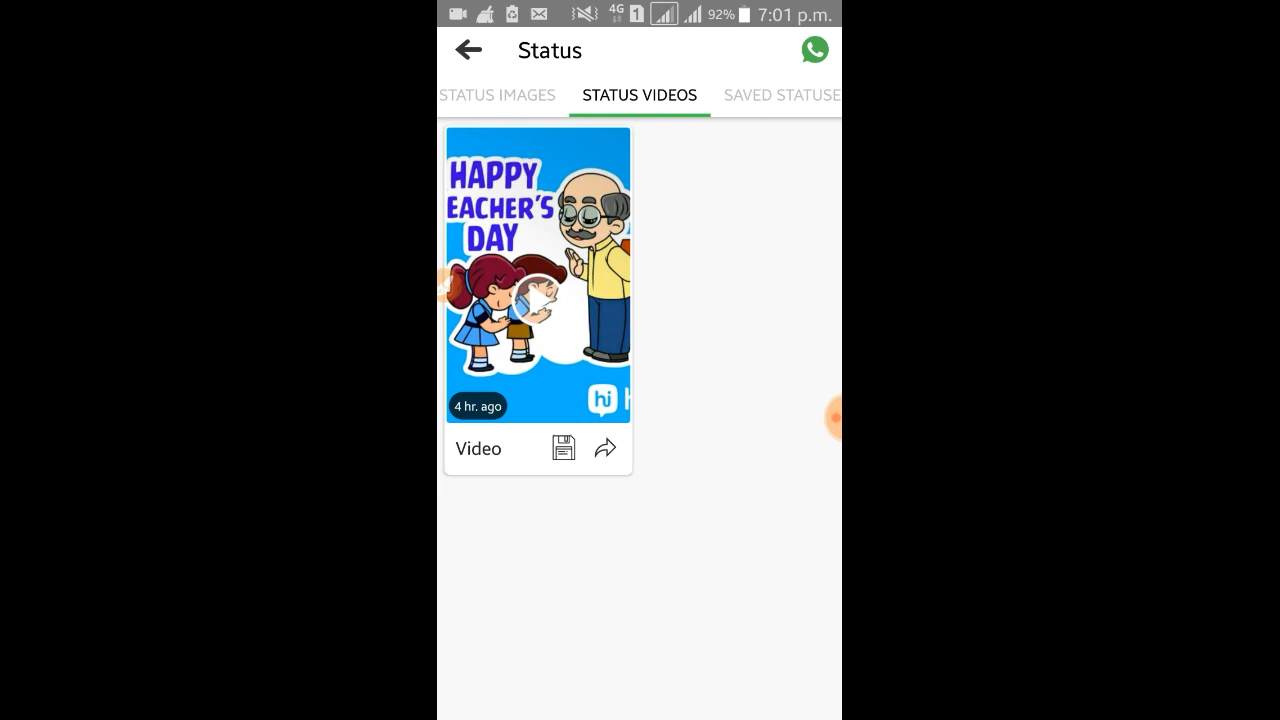 4G 1 92% 7:01 p.m.
Status
STATUS IMAGES STATUS VIDEOS SAVED STATUSE
HAPPY
EACHER'S
DAY
hi
4 hr. ago
Video